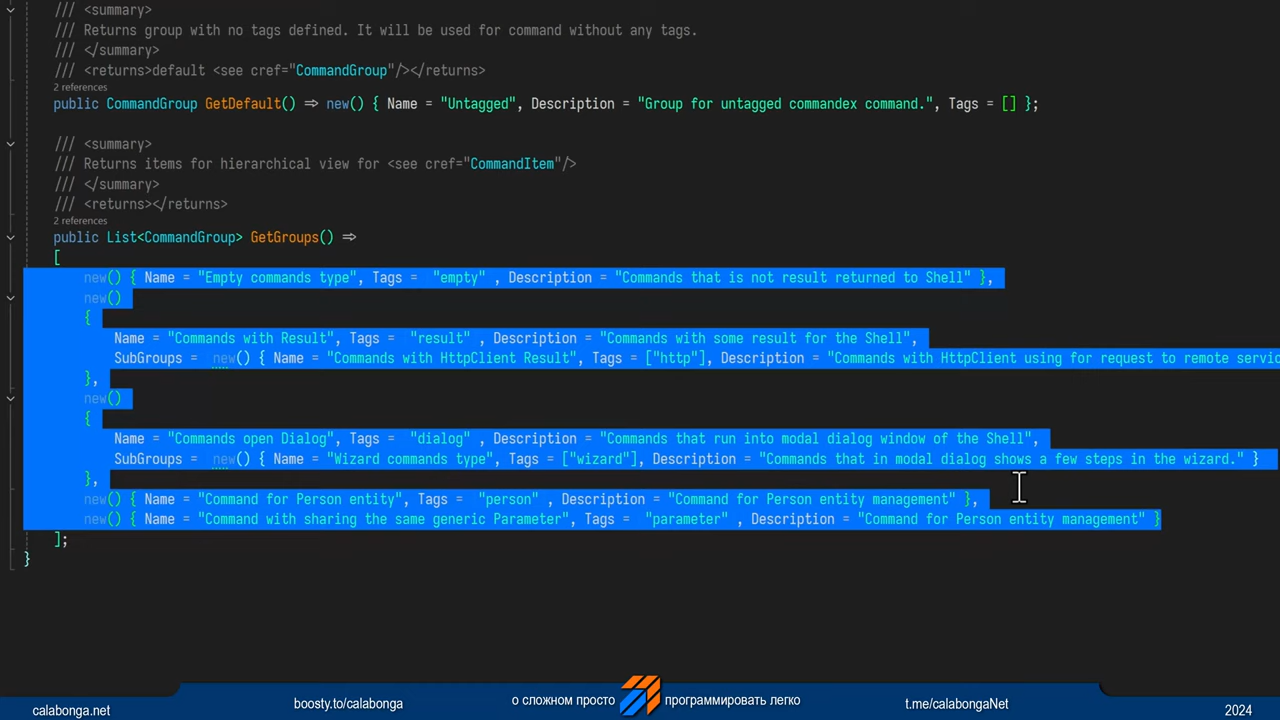 /// <summary>
/// Returns group with no tags defined. It will be used for command without any tags.
/// </summary>
/// <returns>default <see cref="CommandGroup"/></returns>
2 references
public CommandGroup GetDefault() => new() { Name = "Untagged", Description = "Group for untagged commandex command.", Tags = [] };
/// <summary>
/// Returns items for hierarchical view for <see cref="CommandItem"/>
/// </summary>
/// <returns></returns>
2 references
public List<CommandGroup> GetGroups() =>
[
new() { Name = "Empty commands type", Tags = "empty" , Description = "Commands that is not result returned to Shell" },
new()
{
Name = "Commands with Result", Tags = "result" , Description = "Commands with some result for the Shell",
SubGroups = new() { Name = "Commands with HttpClient Result", Tags = ["http"], Description = "Commands with HttpClient using for request to remote servic
},
new()
{
Name = "Commands open Dialog", Tags = "dialog" , Description = "Commands that run into modal dialog window of the Shell",
SubGroups = new() { Name = "Wizard commands type", Tags = ["wizard"], Description = "Commands that in modal dialog shows a few steps in the wizard." }
},
new() { Name = "Command for Person entity", Tags = "person" , Description = "Command for Person entity management" },
new() { Name = "Command with sharing the same generic Parameter", Tags = "parameter" , Description = "Command for Person entity management" }
];
}
calabonga.net boosty.to/calabonga о сложном просто программировать легко t.me/calabongaNet 2024